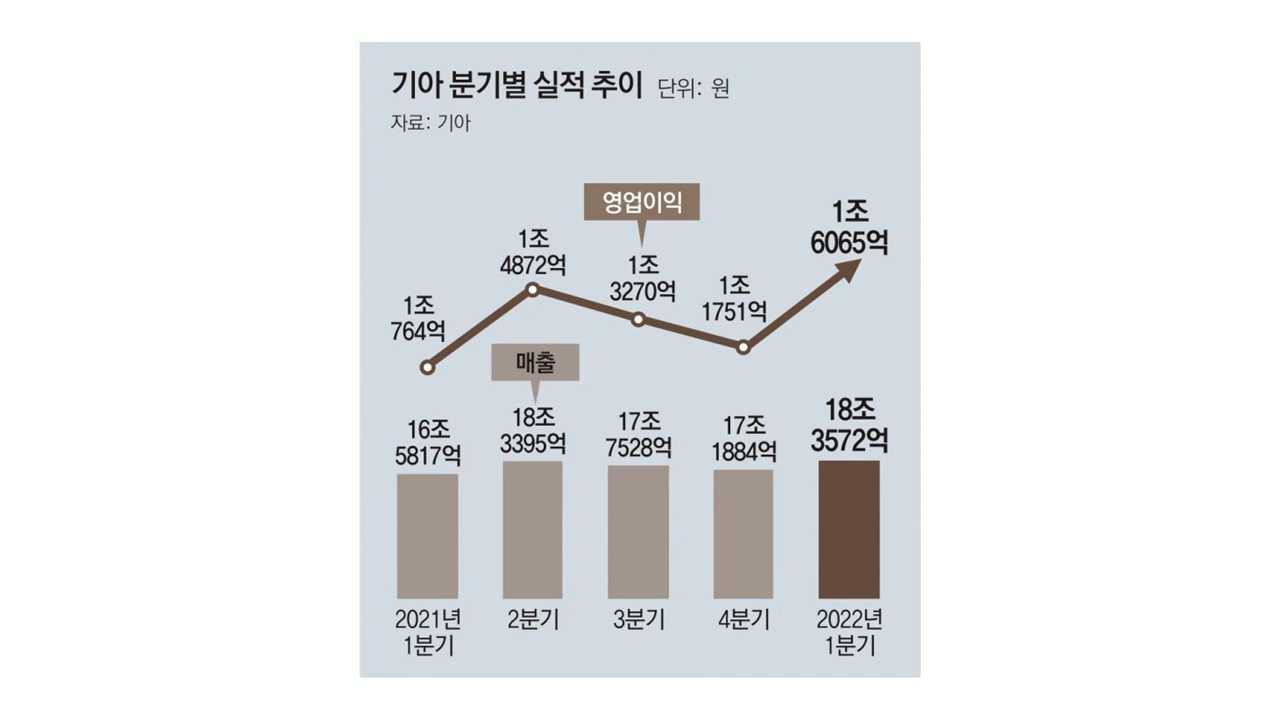 기아 분기별 실적 추이 단위: 원
자료: 기아
영업이익
1조
764억
1조
4872억
1조
3270억
1조
1751억
1조
6065억
매출
16조
5817억
18조
3395억
17조
7528억
17조
1884억
18조
3572억
2021년
1분기
2분기
3분기
4분기
2022년
1분기